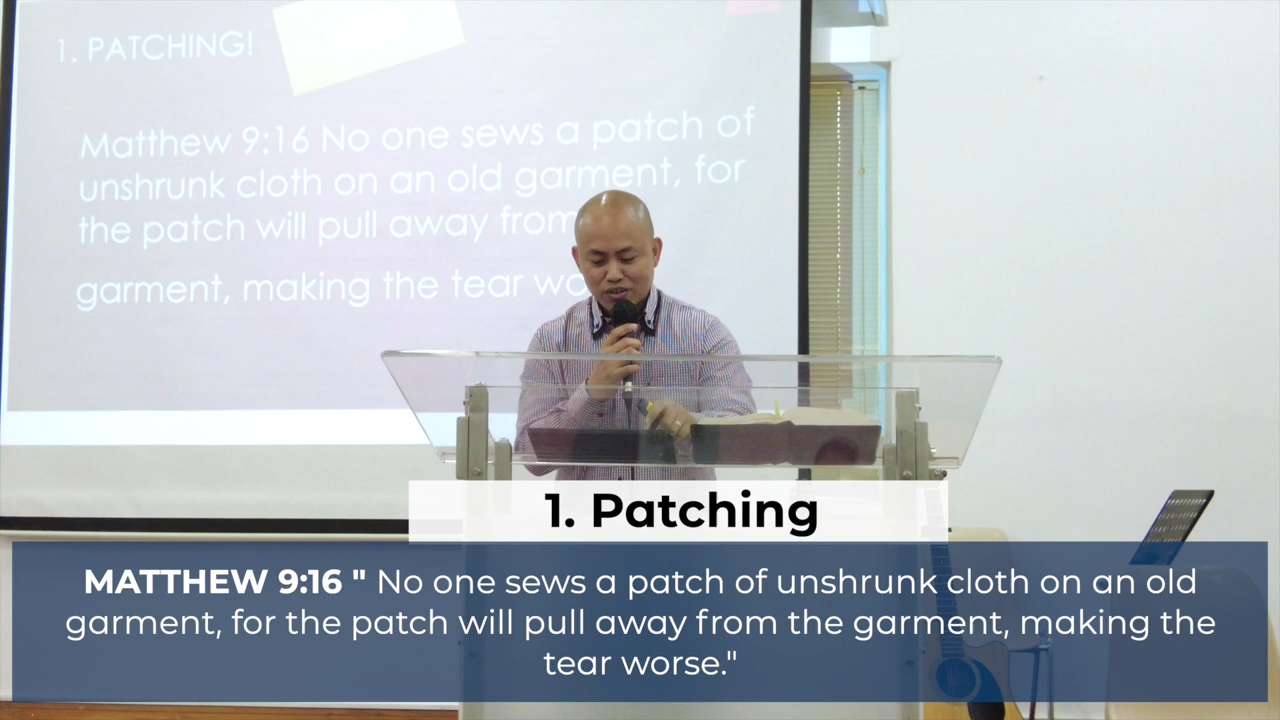 1. PATCHING!
Matthew 9:16 No one sews a patch of
unshrunk cloth on an old garment, for
the patch will pull away from
garment, making the tear wo
1. Patching
MATTHEW 9:16 " No one sews a patch of unshrunk cloth on an old
garment, for the patch will pull away from the garment, making the
tear worse."